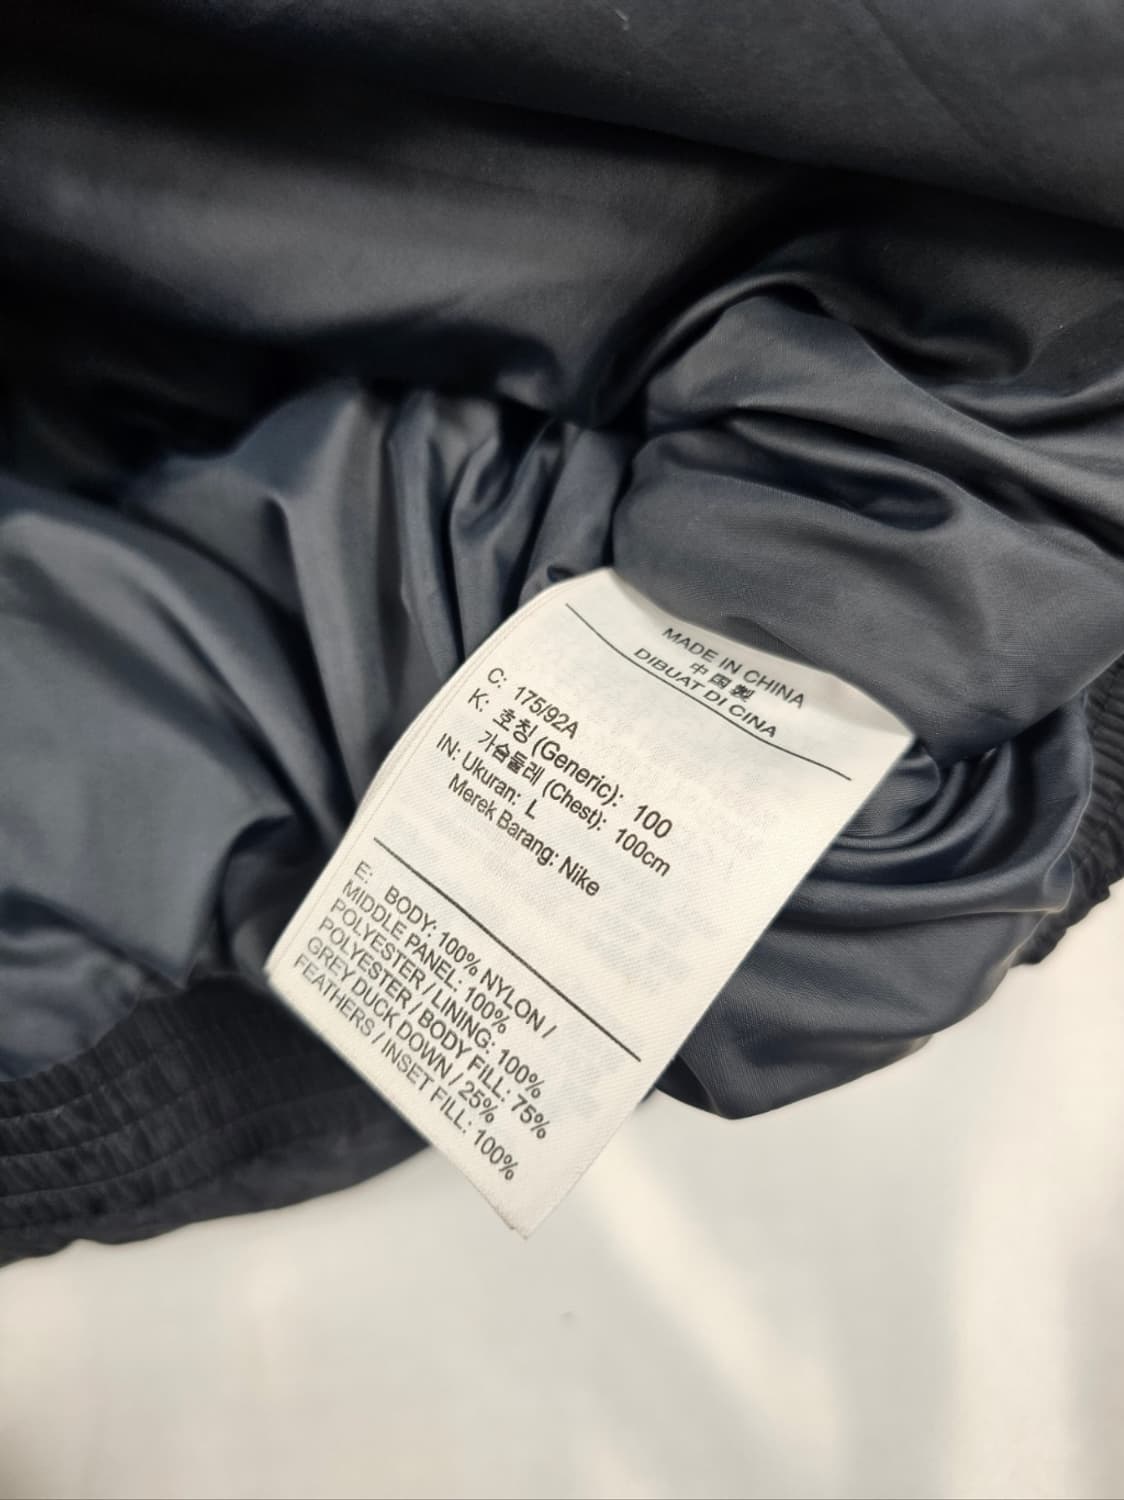 MADE IN CHINA
中国製
DIBUAT DI CINA
C: 175/92A
K: 호칭 (Generic): 100
가슴둘레 (Chest): 100cm
IN: Ukuran: L
Merek Barang: Nike
E: BODY: 100% NYLON /
MIDDLE PANEL: 100%
POLYESTER / LINING: 100%
POLYESTER / BODY FILL: 75%
GREY DUCK DOWN / 25%
FEATHERS / INSET FILL: 100%